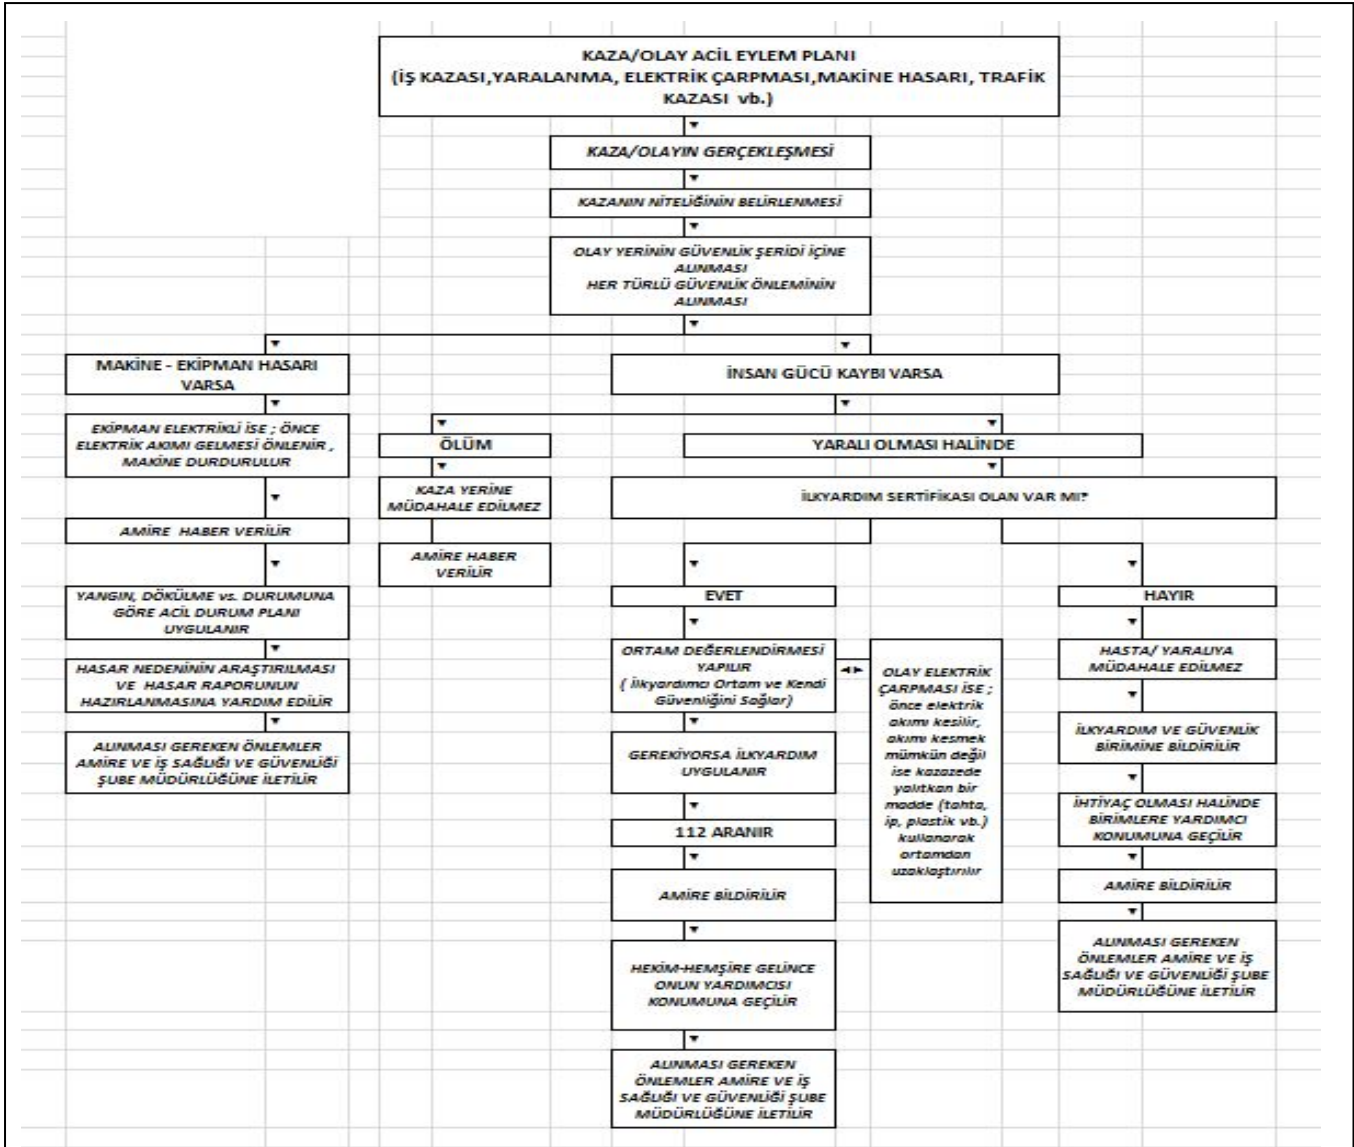 KAZA/OLAY ACİL EYLEM PLANI
(İŞ KAZASI,YARALANMA, ELEKTRİK ÇARPMASI,MAKİNE HASARI, TRAFİK
KAZASI vb.)
KAZA/OLAYIN GERÇEKLEŞMESİ
KAZANIN NİTELİĞİNİN BELİRLENMESİ
OLAY YERİNİN GÜVENLİK ŞERİDİ İÇİNE
ALINMASI
HER TÜRLÜ GÜVENLİK ÖNLEMİNİN
ALINMASI
MAKİNE - EKİPMAN HASARI
VARSA
EKİPMAN ELEKTRİKLİ İSE ; ÖNCE
ELEKTRİK AKIMI GELMESİ ÖNLENİR ,
MAKİNE DURDURULUR
AMİRE HABER VERİLİR
YANGIN, DÖKÜLME vs. DURUMUNA
GÖRE ACİL DURUM PLANI
UYGULANIR
HASAR NEDENİNİN ARAŞTIRILMASI
VE HASAR RAPORUNUN
HAZIRLANMASINA YARDIM EDİLİR
ALINMASI GEREKEN ÖNLEMLER
AMİRE VE İŞ SAĞLIĞI VE GÜVENLİĞİ
ŞUBE MÜDÜRLÜĞÜNE İLETİLİR
İNSAN GÜCÜ KAYBI VARSA
ÖLÜM
KAZA YERİNE
MÜDAHALE EDİLMEZ
AMİRE HABER
VERİLİR
YARALI OLMASI HALİNDE
İLKYARDIM SERTİFİKASI OLAN VAR MI?
EVET
ORTAM DEĞERLENDİRMESİ
YAPILIR
( İlkyardımcı Ortam ve Kendi
Güvenliğini Sağlar)
GEREKİYORSA İLKYARDIM
UYGULANIR
112 ARANIR
AMİRE BİLDİRİLİR
HEKİM-HEMŞİRE GELİNCE
ONUN YARDIMCISI
KONUMUNA GEÇİLİR
ALINMASI GEREKEN
ÖNLEMLER AMİRE VE İŞ
SAĞLIĞI VE GÜVENLİĞİ ŞUBE
MÜDÜRLÜĞÜNE İLETİLİR
OLAY ELEKTRİK
ÇARPMASI İSE ;
önce elektrik
akımı kesilir,
akımı kesmek
mümkün değil
ise kazazede
yalıtkan bir
madde (tahta,
ip, plastik vb.)
kullanarak
ortamdan
uzaklaştırılır
HAYIR
HASTA/ YARALIYA
MÜDAHALE EDİLMEZ
İLKYARDIM VE GÜVENLİK
BİRİMİNE BİLDİRİLİR
İHTİYAÇ OLMASI HALİNDE
BİRİMLERE YARDIMCI
KONUMUNA GEÇİLİR
AMİRE BİLDİRİLİR
ALINMASI GEREKEN
ÖNLEMLER AMİRE VE İŞ
SAĞLIĞI VE GÜVENLİĞİ ŞUBE
MÜDÜRLÜĞÜNE İLETİLİR